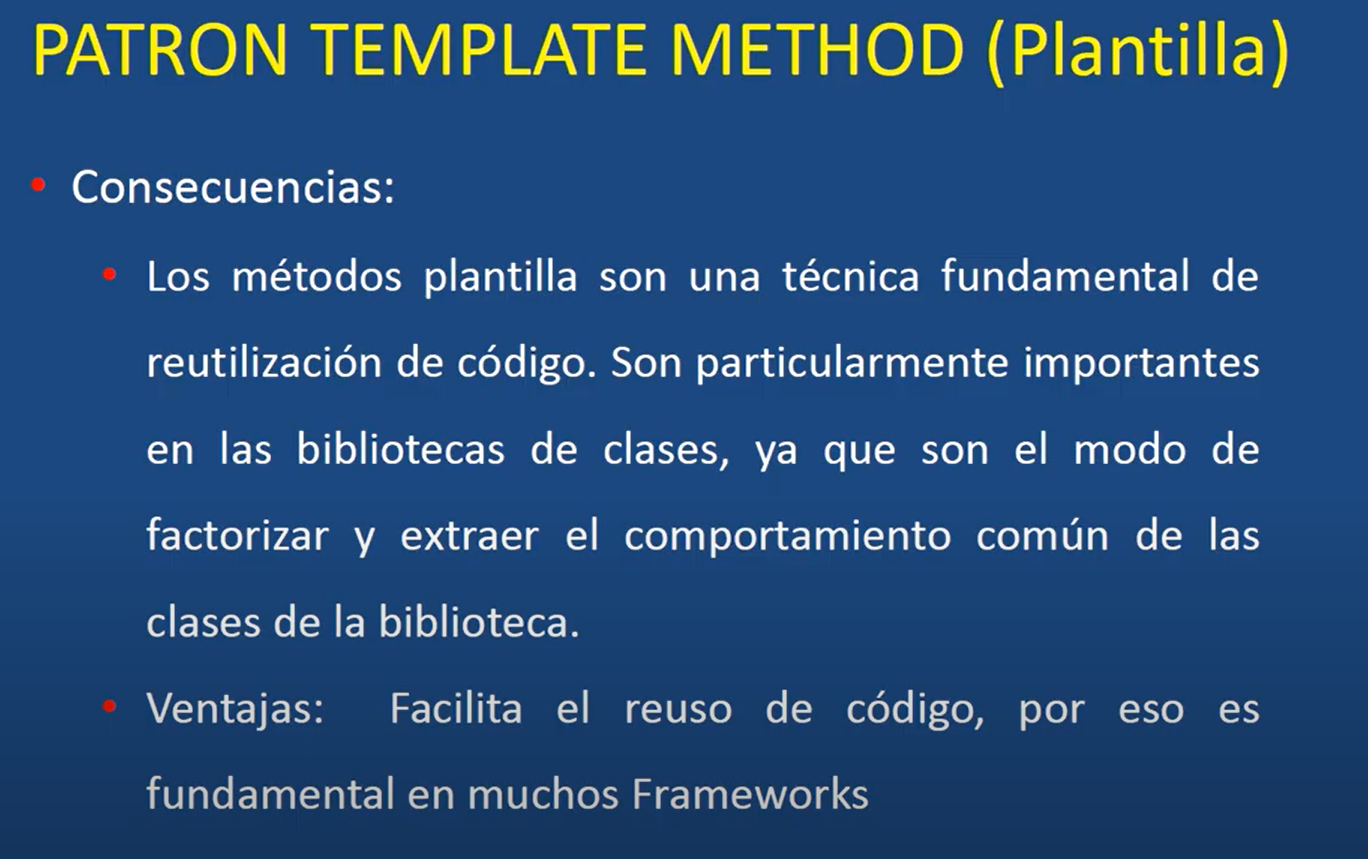 PATRON TEMPLATE METHOD (Plantilla)
• Consecuencias:
• Los métodos plantilla son una técnica fundamental de
reutilización de código. Son particularmente importantes
en las bibliotecas de clases, ya que son el modo de
factorizar y extraer el comportamiento común de las
clases de la biblioteca.
• Ventajas: Facilita el reuso de código, por eso es
fundamental en muchos Frameworks